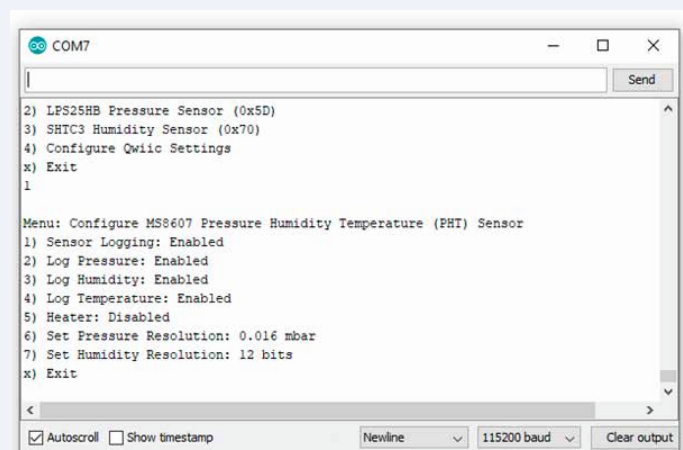 COM7
Send
2) LPS25HB Pressure Sensor (0x5D)
3) SHTC3 Humidity Sensor (0x70)
4) Configure Qwiic Settings
x) Exit
1
Menu: Configure MS8607 Pressure Humidity Temperature (PHT) Sensor
1) Sensor Logging: Enabled
2) Log Pressure: Enabled
3) Log Humidity: Enabled
4) Log Temperature: Enabled
5) Heater: Disabled
6) Set Pressure Resolution: 0.016 mbar
7) Set Humidity Resolution: 12 bits
x) Exit
Autoscroll Show timestamp Newline 115200 baud Clear output